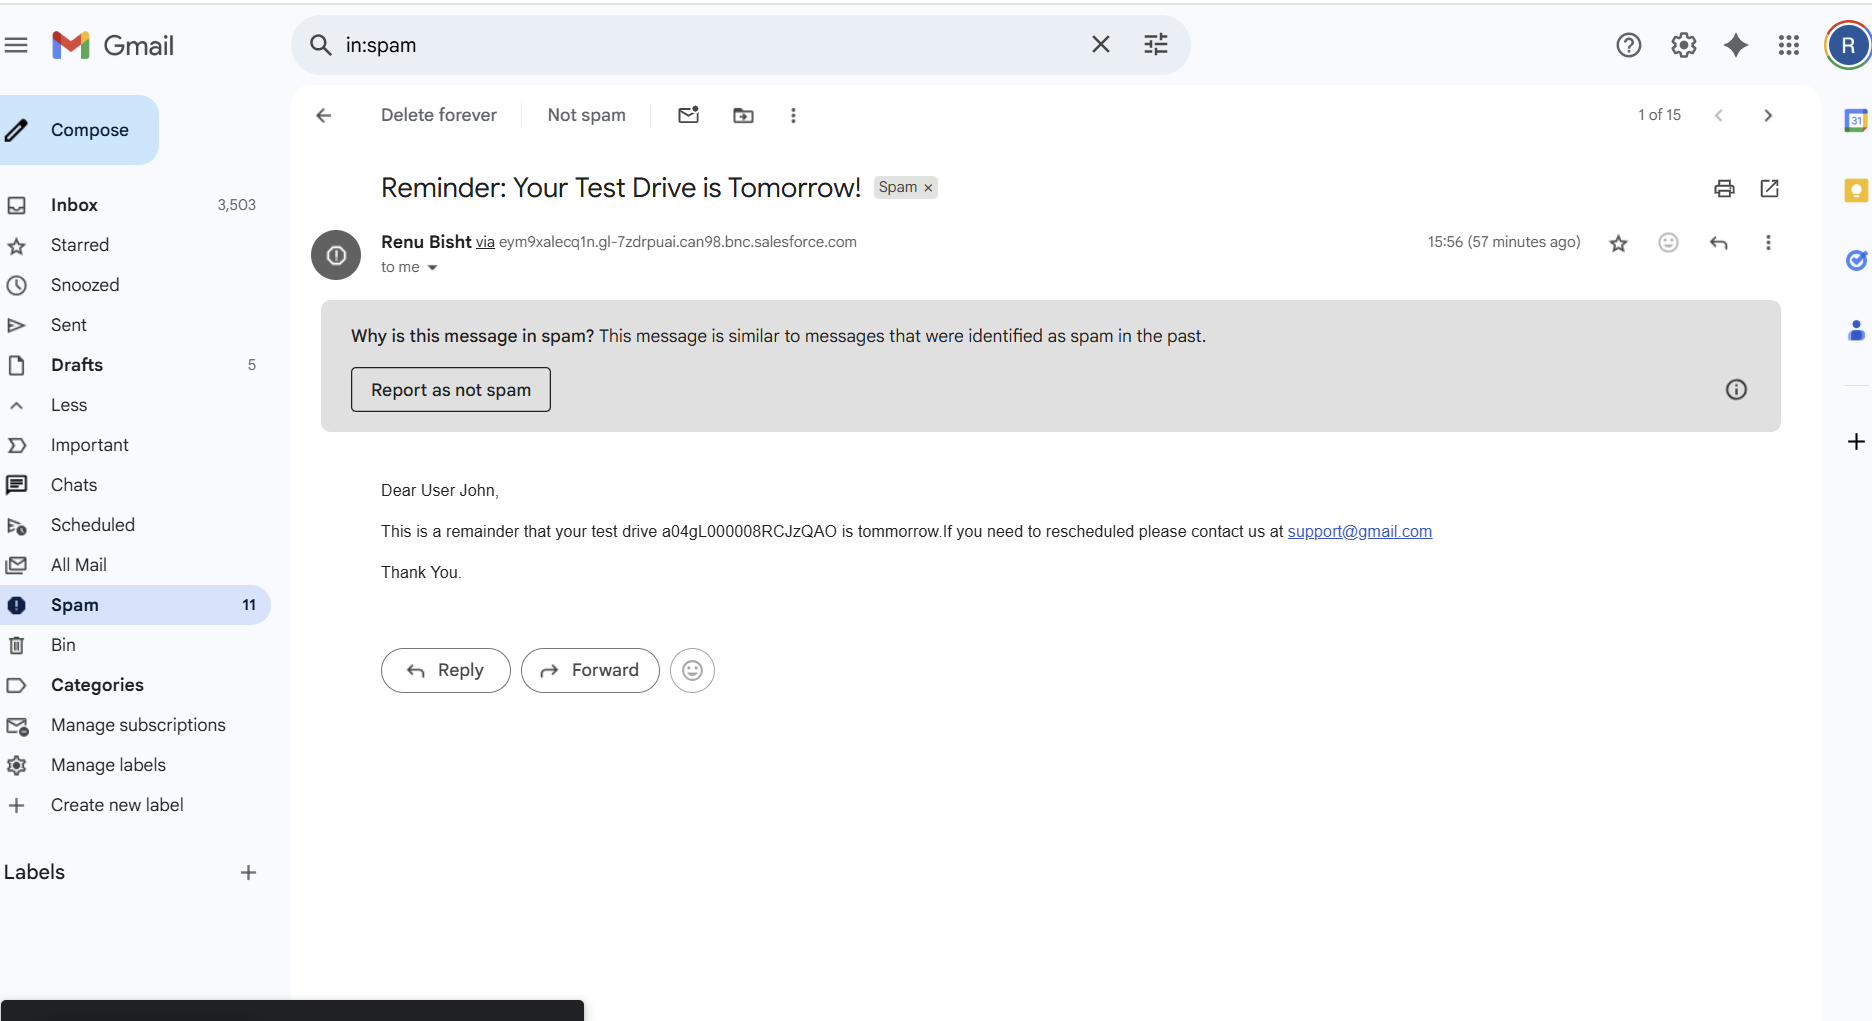 Gmail
in:spam
R
Compose
Delete forever
Not spam
1 of 15
31
Inbox 3,503
Starred
Snoozed
Sent
Drafts 5
Less
Important
Chats
Scheduled
All Mail
Spam 11
Bin
Categories
Manage subscriptions
Manage labels
Create new label
Labels
Reminder: Your Test Drive is Tomorrow! Spam ×
Renu Bisht via eym9xalecq1n.gl-7zdrpuai.can98.bnc.salesforce.com 15:56 (57 minutes ago)
to me
Why is this message in spam? This message is similar to messages that were identified as spam in the past.
Report as not spam
Dear User John,
This is a remainder that your test drive a04gL000008RCJzQAO is tommorrow.If you need to rescheduled please contact us at support@gmail.com
Thank You.
Reply
Forward